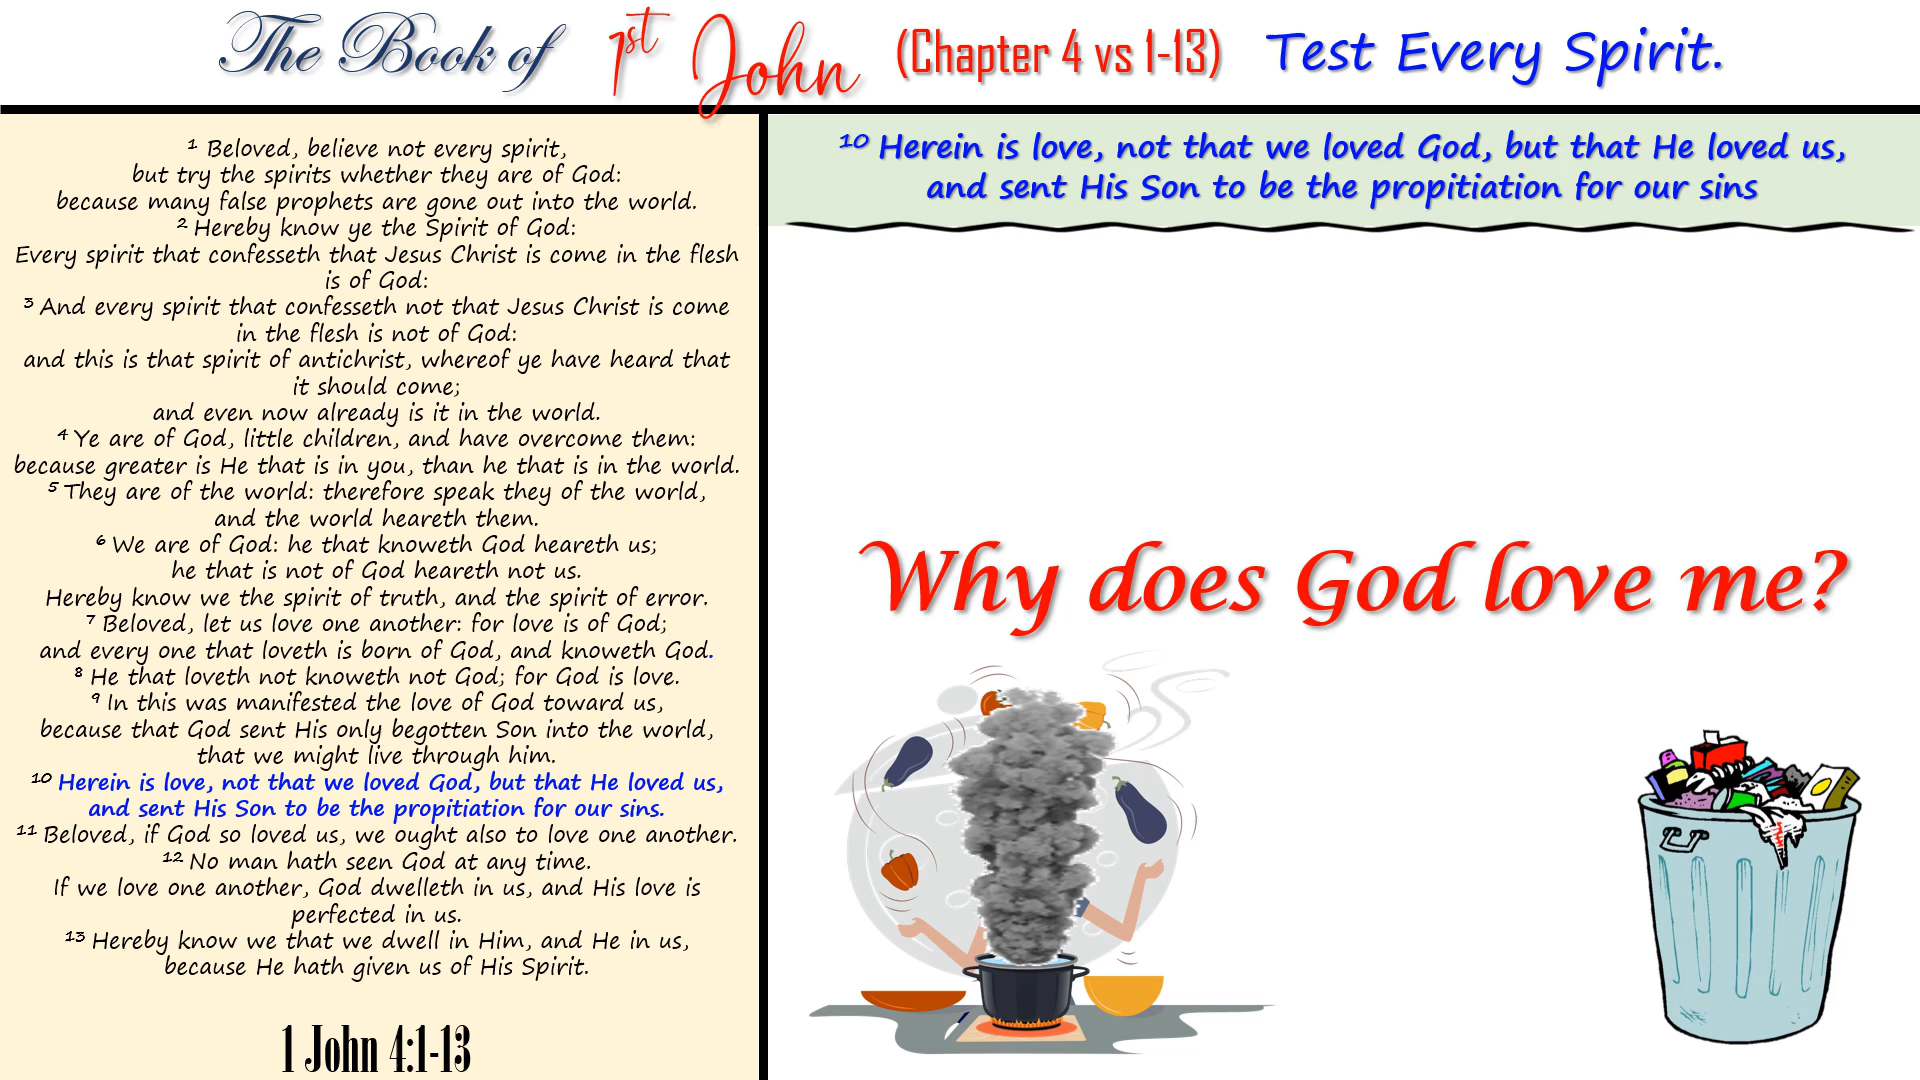 The Book of 1st John (Chapter 4 vs 1-13) Test Every Spirit.
1 Beloved, believe not every spirit,
but try the spirits whether they are of God:
because many false prophets are gone out into the world.
2 Hereby know ye the Spirit of God:
Every spirit that confesseth that Jesus Christ is come in the flesh
is of God:
3 And every spirit that confesseth not that Jesus Christ is come
in the flesh is not of God:
and this is that spirit of antichrist, whereof ye have heard that
it should come;
and even now already is it in the world.
4 Ye are of God, little children, and have overcome them:
because greater is He that is in you, than he that is in the world.
5 They are of the world: therefore speak they of the world,
and the world heareth them.
6 We are of God: he that knoweth God heareth us;
he that is not of God heareth not us.
Hereby know we the spirit of truth, and the spirit of error.
7 Beloved, let us love one another: for love is of God;
and every one that loveth is born of God, and knoweth God.
8 He that loveth not knoweth not God; for God is love.
9 In this was manifested the love of God toward us,
because that God sent His only begotten Son into the world,
that we might live through him.
10 Herein is love, not that we loved God, but that He loved us,
and sent His Son to be the propitiation for our sins.
11 Beloved, if God so loved us, we ought also to love one another.
12 No man hath seen God at any time.
If we love one another, God dwelleth in us, and His love is
perfected in us.
13 Hereby know we that we dwell in Him, and He in us,
because He hath given us of His Spirit.
1 John 4:1-13
10 Herein is love, not that we loved God, but that He loved us,
and sent His Son to be the propitiation for our sins
Why does God love me?